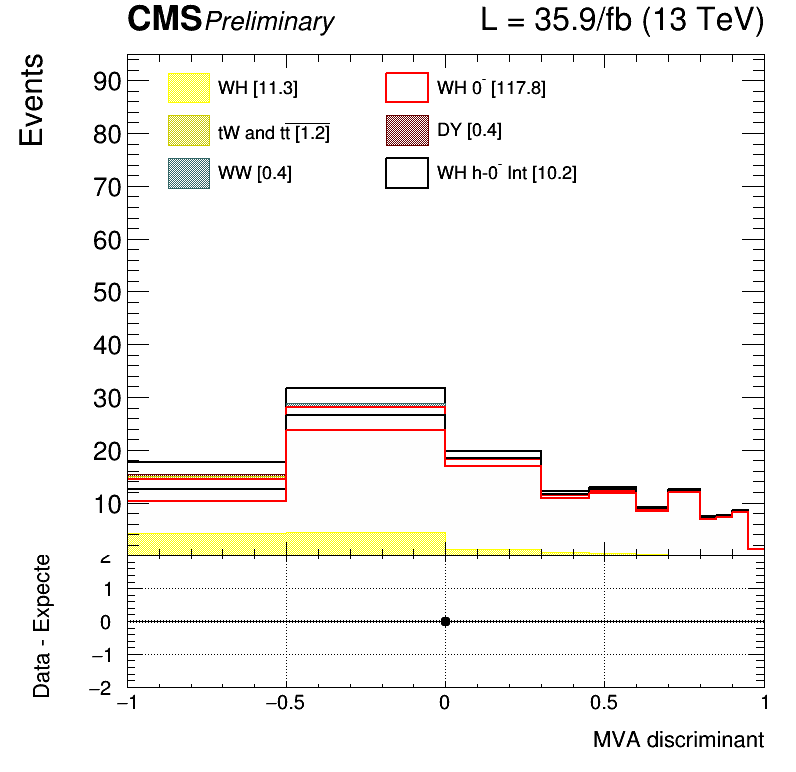 CMS Preliminary L = 35.9/fb (13 TeV)
Events
90
80
70
60
50
40
30
20
10
WH [11.3]
WH 0⁻ [117.8]
tW and tt̅ [1.2]
DY [0.4]
WW [0.4]
WH h-0⁻ Int [10.2]
Data - Expecte
2
1
0
−1
−2
−1 −0.5 0 0.5 1
MVA discriminant